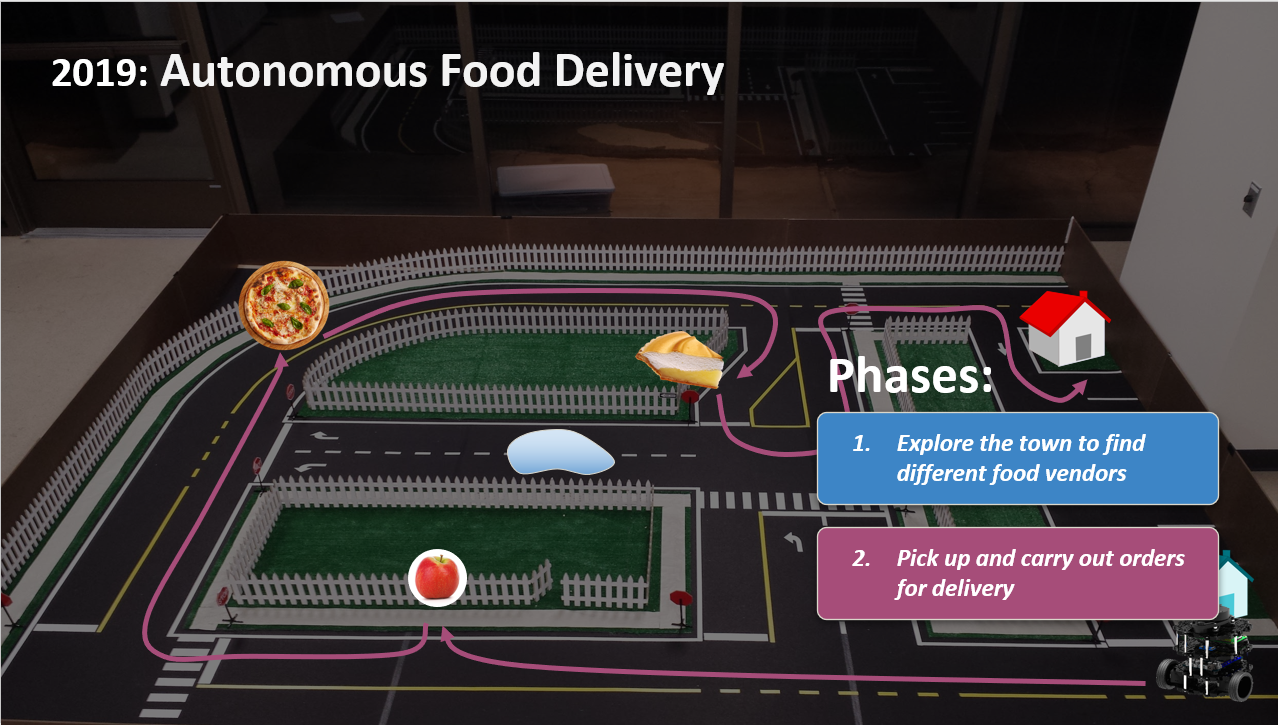 2019: Autonomous Food Delivery
Phases:
1. Explore the town to find
different food vendors
2. Pick up and carry out orders
for delivery